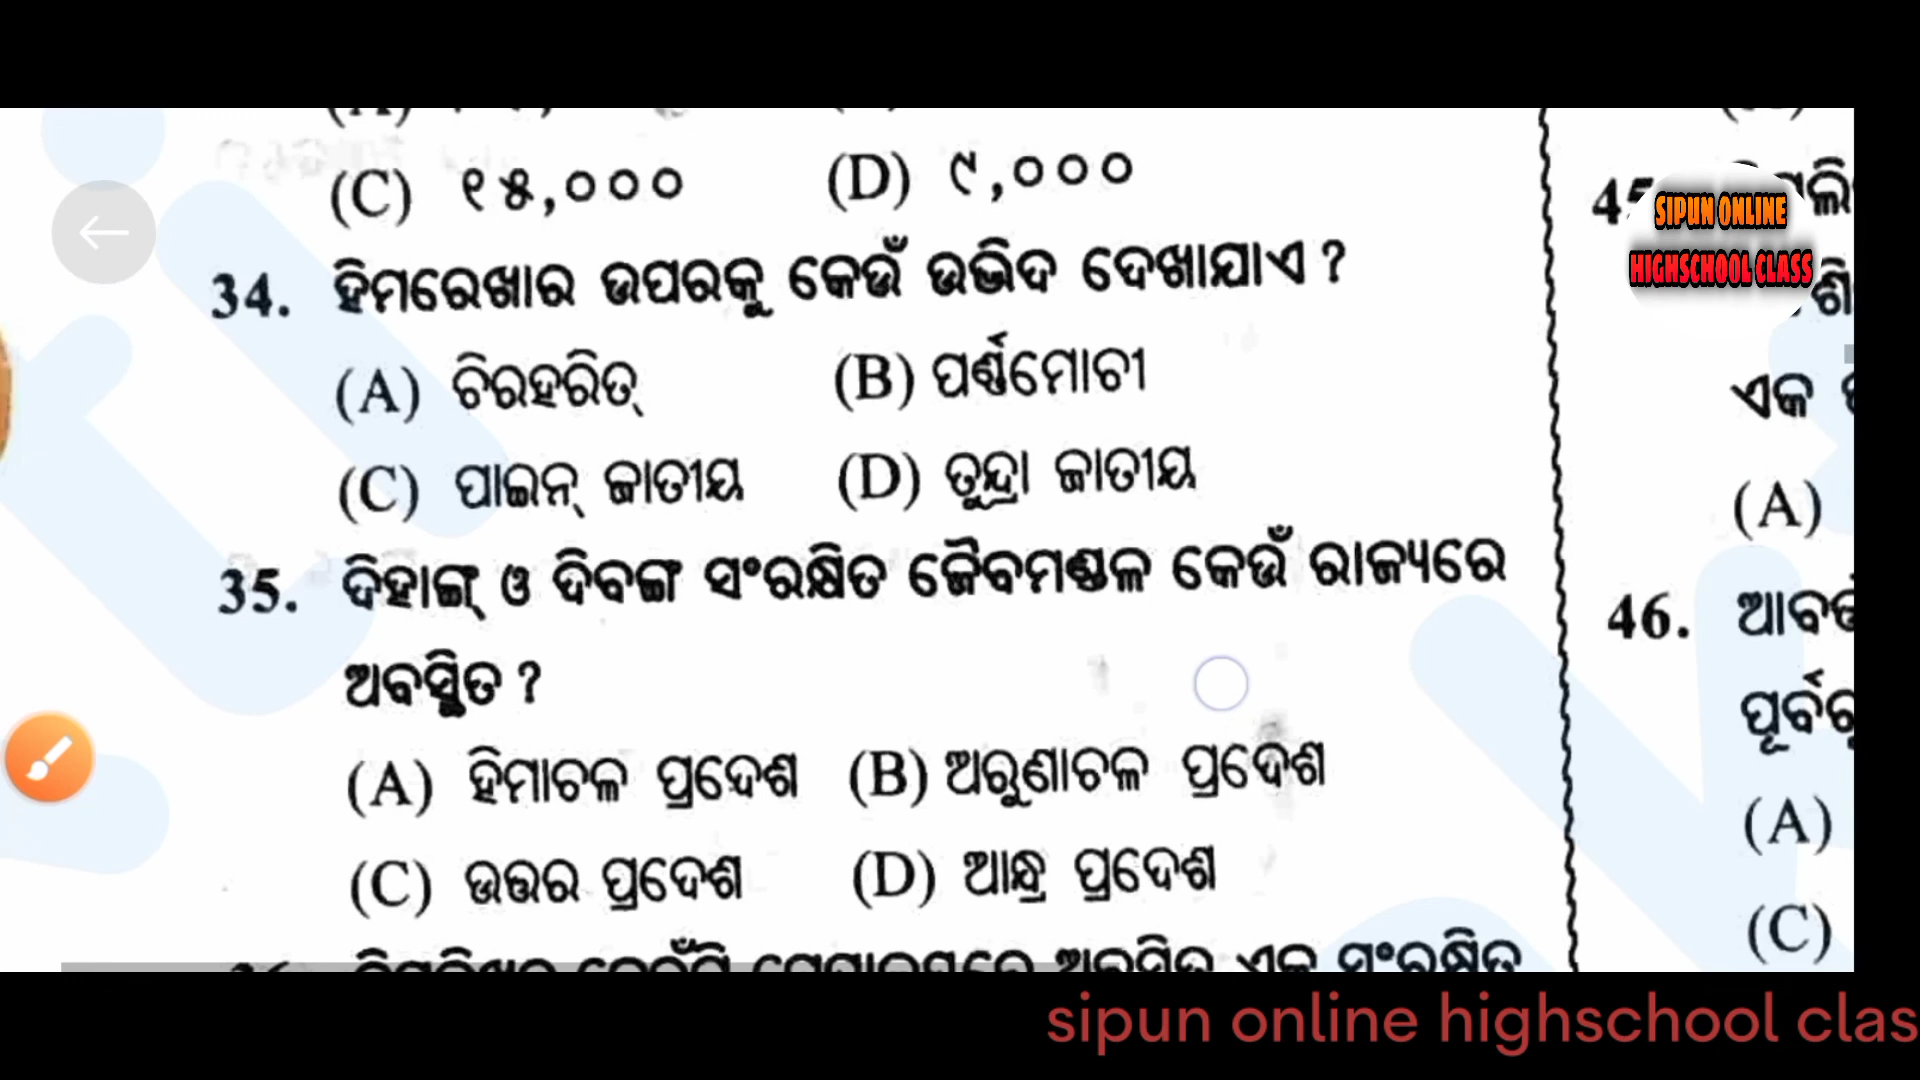 (C) ୧୫,୦୦୦ (D) ୯,୦୦୦
34. ହିମରେଖାର ଉପରକୁ କେଉଁ ଉଦ୍ଭିଦ ଦେଖାଯାଏ ?
(A) ଚିରହରିତ୍ (B) ପର୍ଣ୍ଣମୋଚୀ
(C) ପାଇନ୍ ଜାତୀୟ (D) ତୁନ୍ଦ୍ରା ଜାତୀୟ
35. ଦିହାଙ୍ଗ୍ ଓ ଦିବଙ୍ଗ ସଂରକ୍ଷିତ ଜୈବମଣ୍ଡଳ କେଉଁ ରାଜ୍ୟରେ
ଅବସ୍ଥିତ ?
(A) ହିମାଚଳ ପ୍ରଦେଶ (B) ଅରୁଣାଚଳ ପ୍ରଦେଶ
(C) ଉତ୍ତର ପ୍ରଦେଶ (D) ଆନ୍ଧ୍ର ପ୍ରଦେଶ
ଏକ
(A)
46.
(A)
(C)
SIPUN ONLINE
HIGHSCHOOL CLASS
sipun online highschool clas